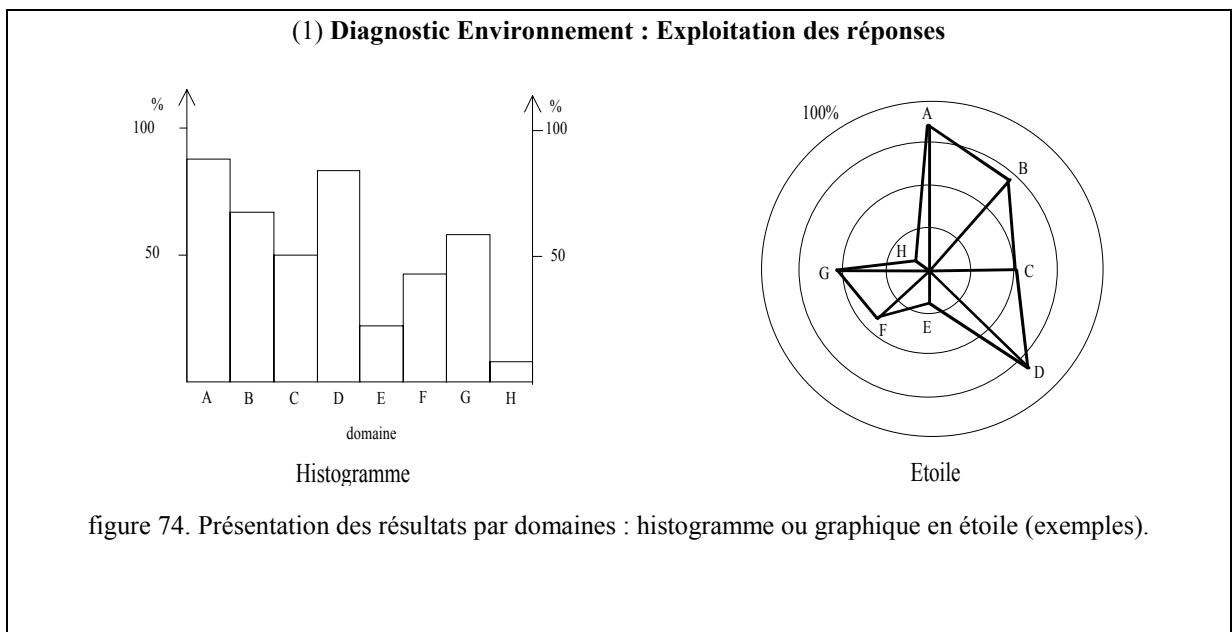 (1) Diagnostic Environnement : Exploitation des réponses
%
100
50
A B C D E F G H
domaine
%
100
50
Histogramme
100%
A
B
C
D
E
F
G
H
Etoile
figure 74. Présentation des résultats par domaines : histogramme ou graphique en étoile (exemples).